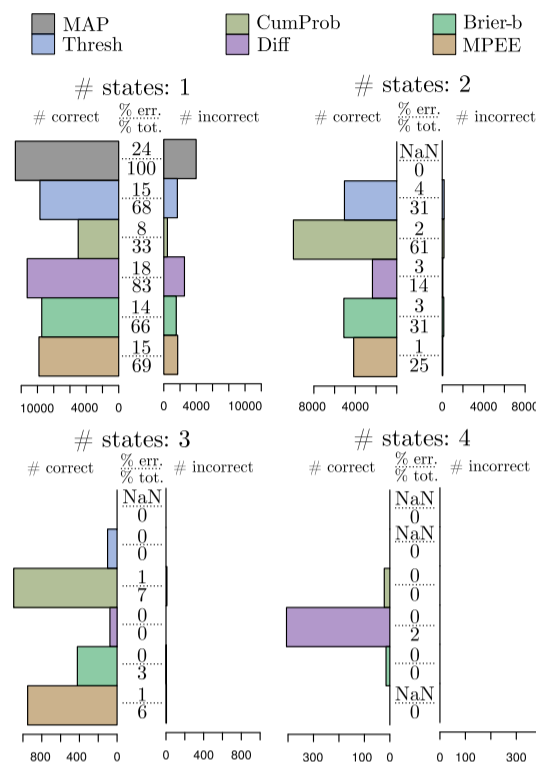 MAP
Thresh
CumProb
Diff
Brier-b
MPEE
# states: 1
# correct % err. % tot. # incorrect
24
100
15
68
8
33
18
83
14
66
15
69
10000 4000 0
0 4000 10000
# states: 2
# correct % err. % tot. # incorrect
NaN
0
4
31
2
61
3
14
3
31
1
25
8000 4000
0 4000 8000
# states: 3
# correct % err. % tot. # incorrect
NaN
0
0
0
1
7
0
0
0
3
1
6
800 400 0
0 400 800
# states: 4
# correct % err. % tot. # incorrect
NaN
0
NaN
0
0
0
0
2
0
0
NaN
0
300 100 0
0 100 300